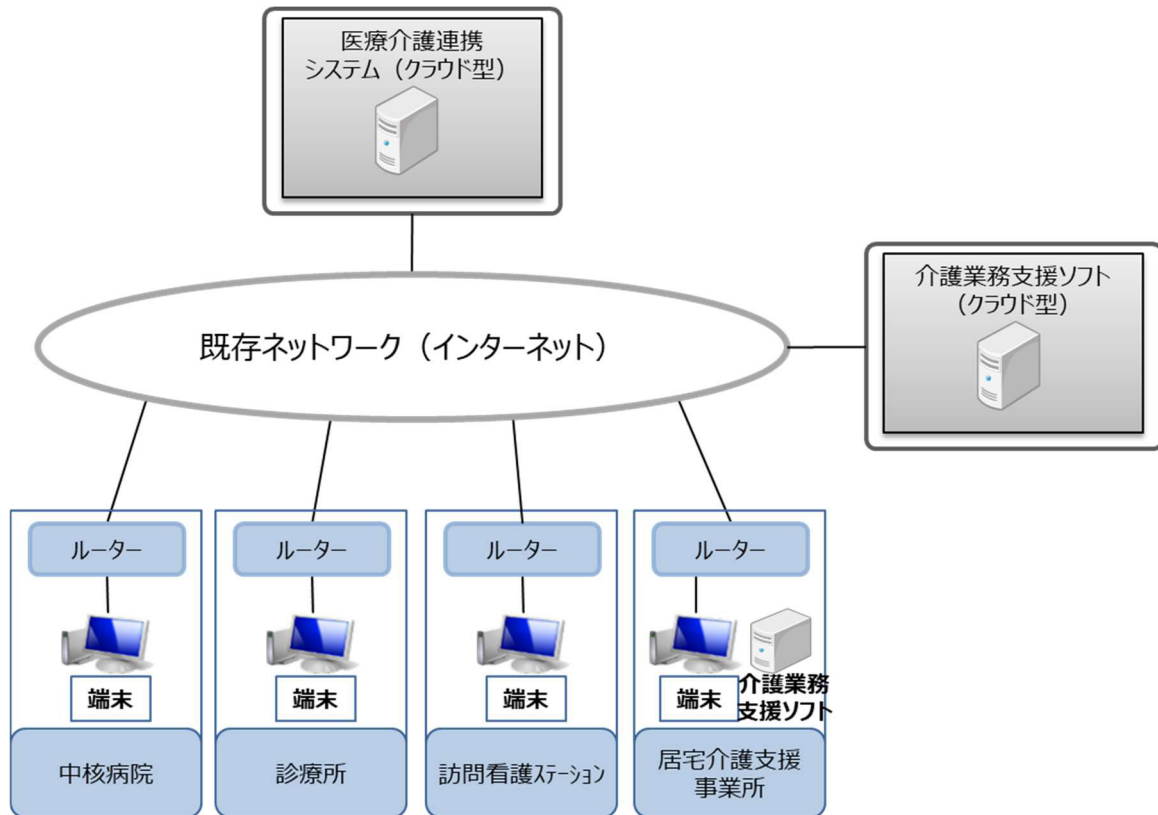 医療介護連携
システム（クラウド型）
介護業務支援ソフト
（クラウド型）
既存ネットワーク（インターネット）
ルーター
ルーター
ルーター
ルーター
端末
端末
端末
端末
介護業務
支援ソフト
中核病院
診療所
訪問看護ステーション
居宅介護支援
事業所